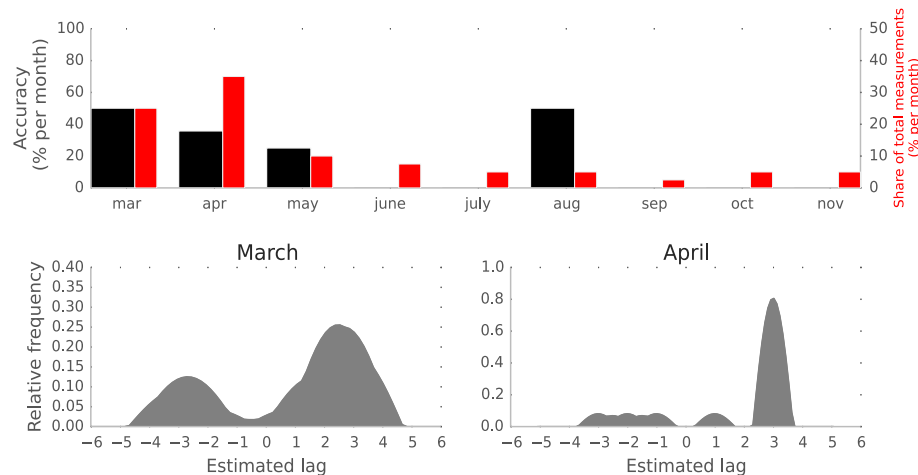 Accuracy
(% per month)
100
80
60
40
20
0
50
40
30
20
10
0
Share of total measurements
(% per month)
mar apr may june july aug sep oct nov
March
Relative frequency
0.40
0.35
0.30
0.25
0.20
0.15
0.10
0.05
0.00
−6 −5 −4 −3 −2 −1 0 1 2 3 4 5 6
Estimated lag
April
1.0
0.8
0.6
0.4
0.2
0.0
−6 −5 −4 −3 −2 −1 0 1 2 3 4 5 6
Estimated lag